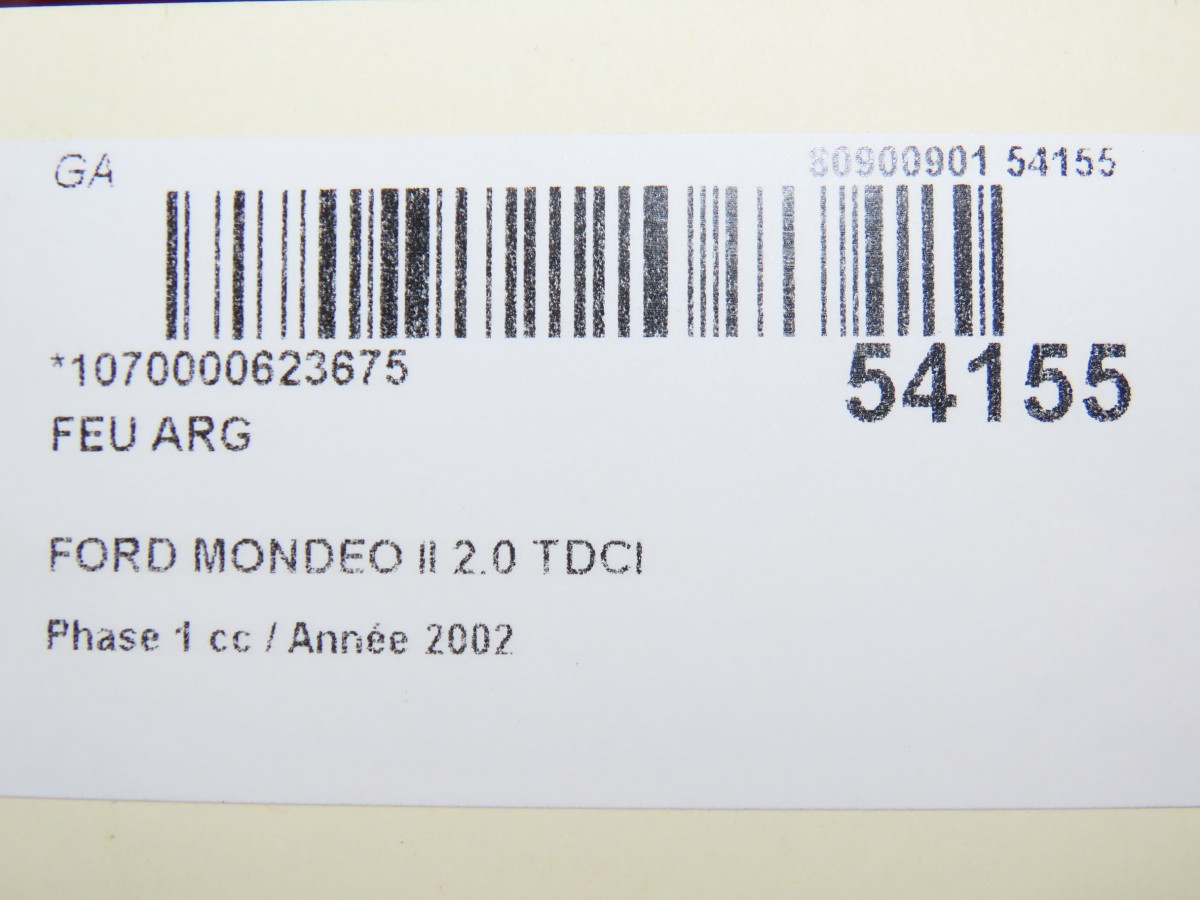 GA
80900901 54155
*1070000623675
54155
FEU ARG
FORD MONDEO II 2.0 TDCI
Phase 1 cc / Année 2002